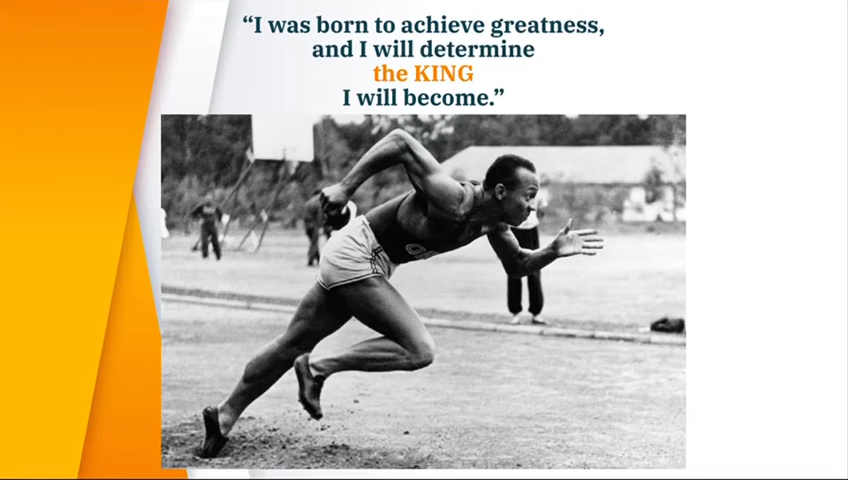 “I was born to achieve greatness,
and I will determine
the KING
I will become.”